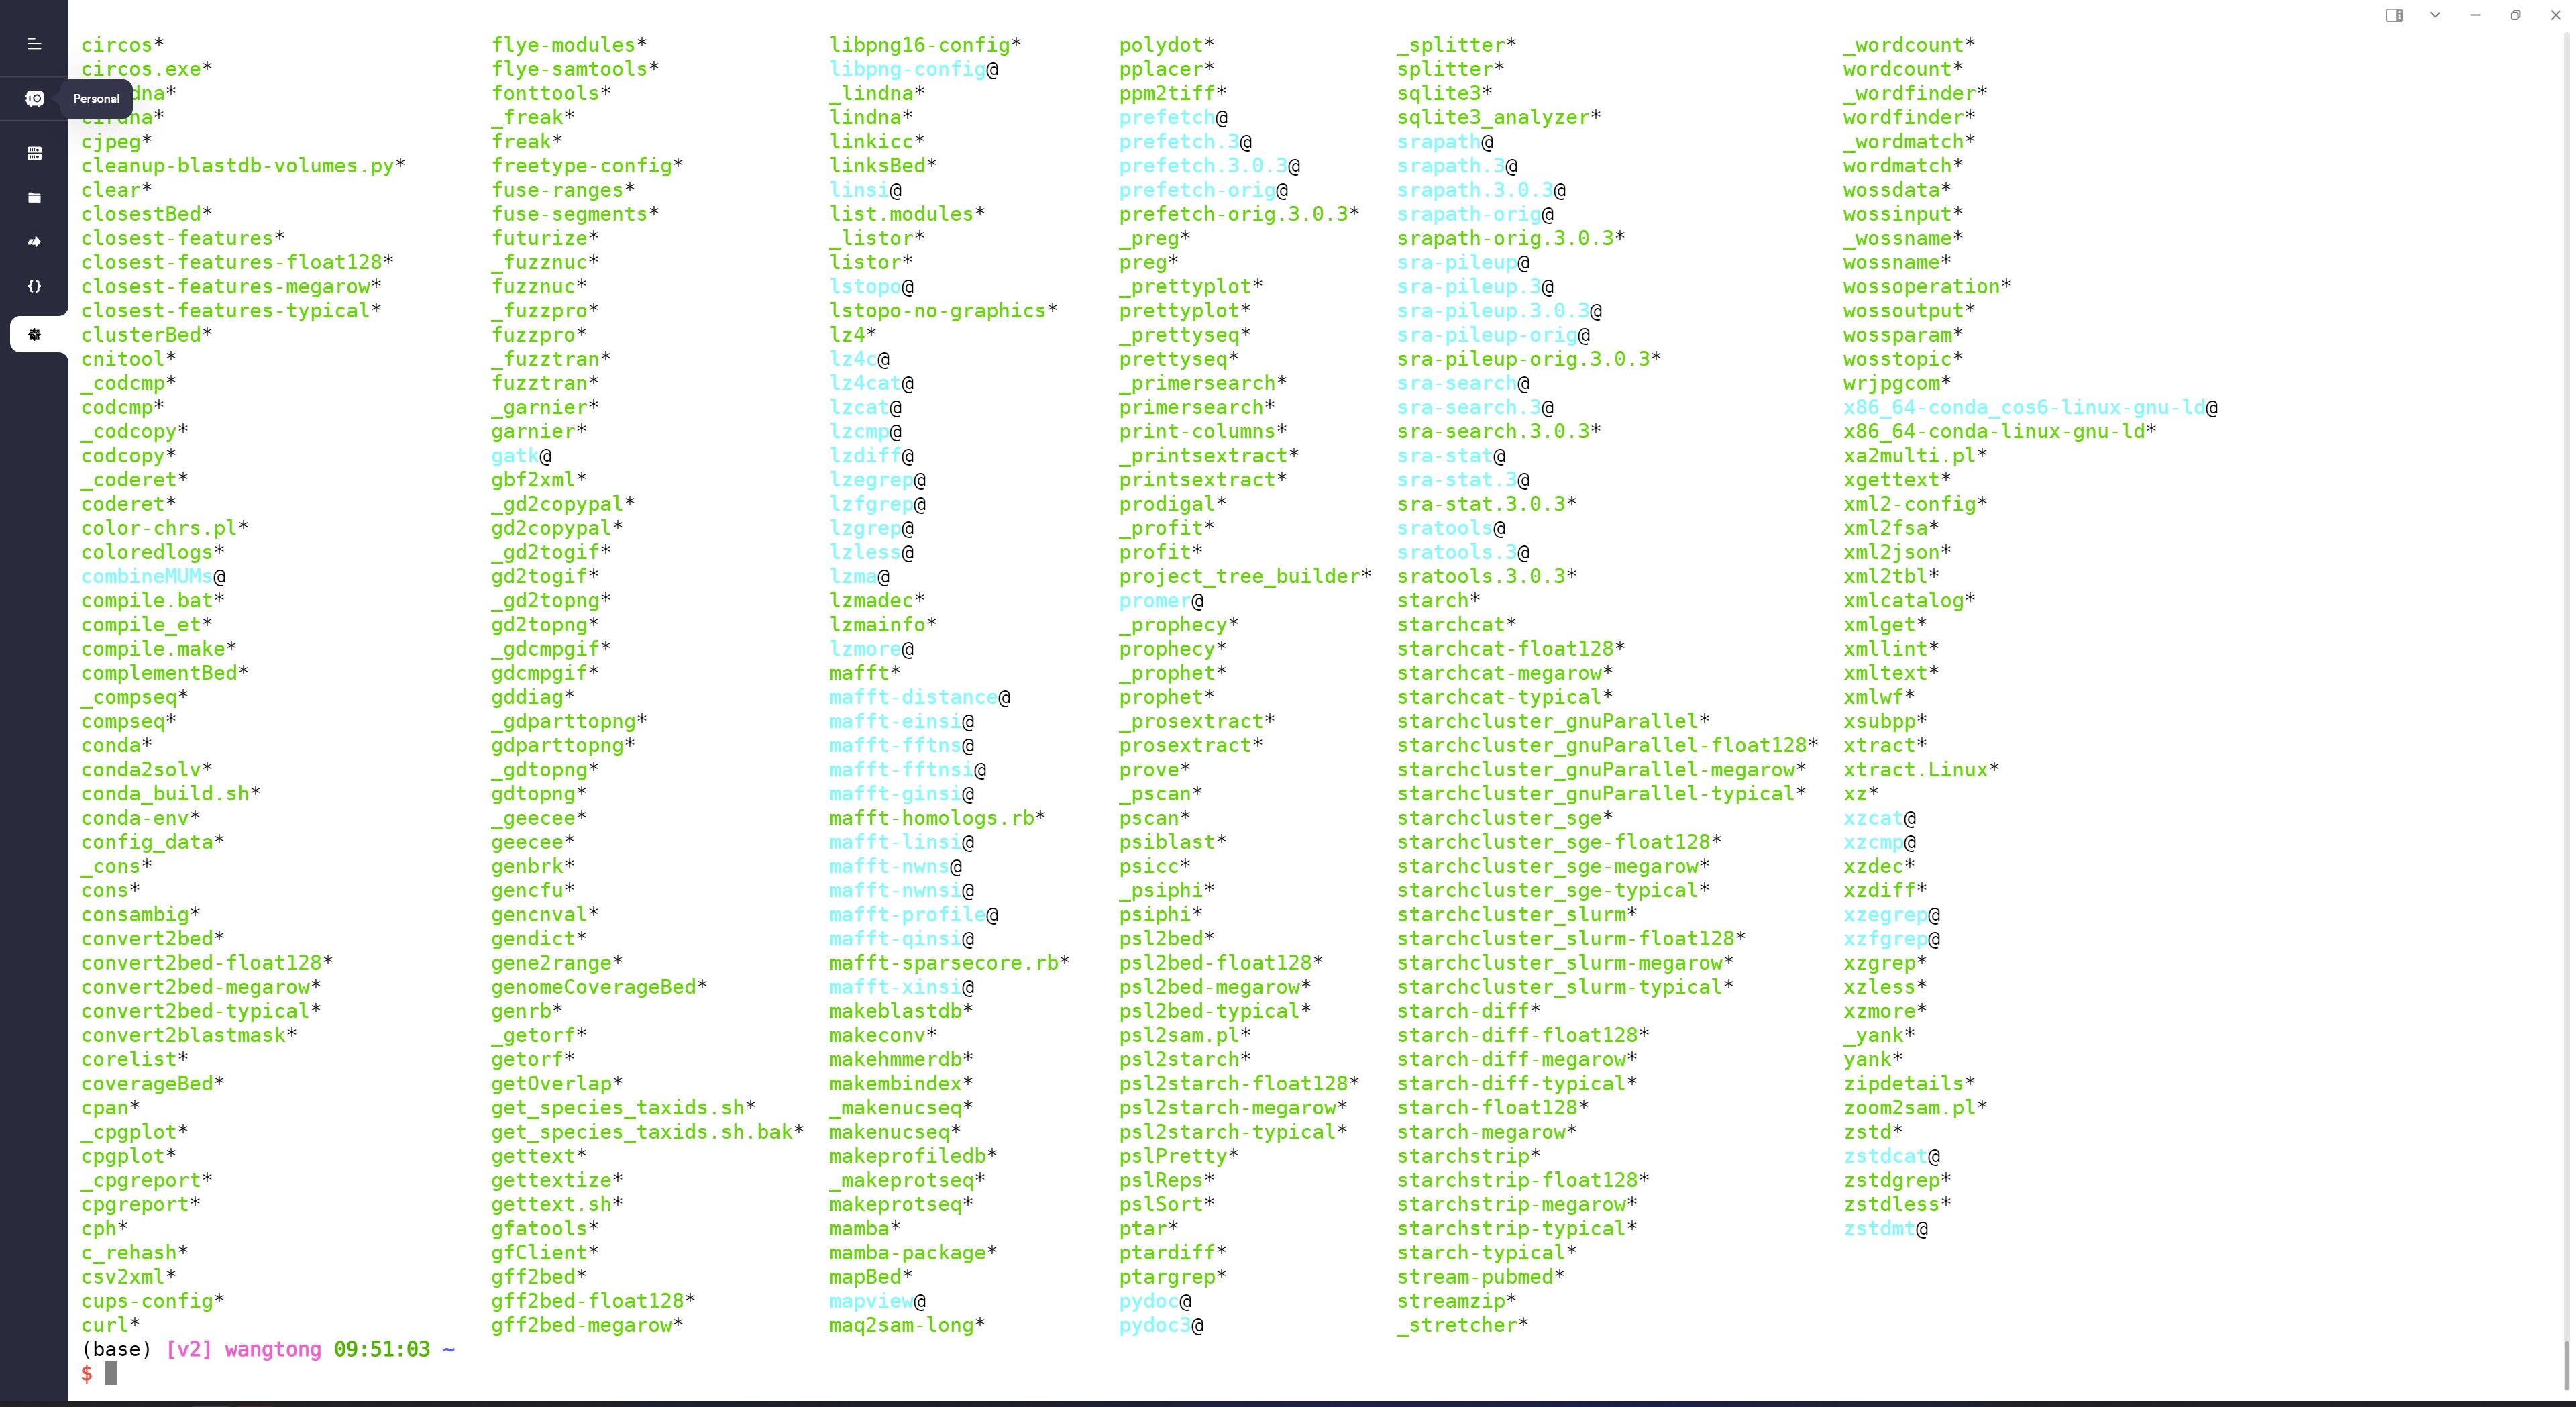 circos* flye-modules* libpng16-config* polydot* _splitter* _wordcount*
circos.exe* flye-samtools* libpng-config@ pplacer* splitter* wordcount*
Personal dna* fonttools* _lindna* ppm2tiff* sqlite3* _wordfinder*
cirdna* _freak* lindna* prefetch@ sqlite3_analyzer* wordfinder*
cjpeg* freak* linkicc* prefetch.3@ srapath@ _wordmatch*
cleanup-blastdb-volumes.py* freetype-config* linksBed* prefetch.3.0.3@ srapath.3@ wordmatch*
clear* fuse-ranges* linsi@ prefetch-orig@ srapath.3.0.3@ wossdata*
closestBed* fuse-segments* list.modules* prefetch-orig.3.0.3* srapath-orig@ wossinput*
closest-features* futurize* _listor* _preg* srapath-orig.3.0.3* _wossname*
closest-features-float128* _fuzznuc* listor* preg* sra-pileup@ wossname*
closest-features-megarow* fuzznuc* lstopo@ _prettyplot* sra-pileup.3@ wossoperation*
closest-features-typical* _fuzzpro* lstopo-no-graphics* prettyplot* sra-pileup.3.0.3@ wossoutput*
clusterBed* fuzzpro* lz4* _prettyseq* sra-pileup-orig@ wossparam*
cnitool* _fuzztran* lz4c@ prettyseq* sra-pileup-orig.3.0.3* wosstopic*
_codcmp* fuzztran* lz4cat@ _primersearch* sra-search@ wrjpgcom*
codcmp* _garnier* lzcat@ primersearch* sra-search.3@ x86_64-conda_cos6-linux-gnu-ld@
_codcopy* garnier* lzcmp@ print-columns* sra-search.3.0.3* x86_64-conda-linux-gnu-ld*
codcopy* gatk@ lzdiff@ _printsextract* sra-stat@ xa2multi.pl*
_coderet* gbf2xml* lzegrep@ printsextract* sra-stat.3@ xgettext*
coderet* _gd2copypal* lzfgrep@ prodigal* sra-stat.3.0.3* xml2-config*
color-chrs.pl* gd2copypal* lzgrep@ _profit* sratools@ xml2fsa*
coloredlogs* _gd2togif* lzless@ profit* sratools.3@ xml2json*
combineMUMs@ gd2togif* lzma@ project_tree_builder* sratools.3.0.3* xml2tbl*
compile.bat* _gd2topng* lzmadec* promer@ starch* xmlcatalog*
compile_et* gd2topng* lzmainfo* _prophecy* starchcat* xmlget*
compile.make* _gdcmpgif* lzmore@ prophecy* starchcat-float128* xmllint*
complementBed* gdcmpgif* mafft* _prophet* starchcat-megarow* xmltext*
_compseq* gddiag* mafft-distance@ prophet* starchcat-typical* xmlwf*
compseq* _gdparttopng* mafft-einsi@ _prosextract* starchcluster_gnuParallel* xsubpp*
conda* gdparttopng* mafft-fftns@ prosextract* starchcluster_gnuParallel-float128* xtract*
conda2solv* _gdtopng* mafft-fftnsi@ prove* starchcluster_gnuParallel-megarow* xtract.Linux*
conda_build.sh* gdtopng* mafft-ginsi@ _pscan* starchcluster_gnuParallel-typical* xz*
conda-env* _geecee* mafft-homologs.rb* pscan* starchcluster_sge* xzcat@
config_data* geecee* mafft-linsi@ psiblast* starchcluster_sge-float128* xzcmp@
_cons* genbrk* mafft-nwns@ psicc* starchcluster_sge-megarow* xzdec*
cons* gencfu* mafft-nwnsi@ _psiphi* starchcluster_sge-typical* xzdiff*
consambig* gencnval* mafft-profile@ psiphi* starchcluster_slurm* xzegrep@
convert2bed* gendict* mafft-qinsi@ psl2bed* starchcluster_slurm-float128* xzfgrep@
convert2bed-float128* gene2range* mafft-sparsecore.rb* psl2bed-float128* starchcluster_slurm-megarow* xzgrep*
convert2bed-megarow* genomeCoverageBed* mafft-xinsi@ psl2bed-megarow* starchcluster_slurm-typical* xzless*
convert2bed-typical* genrb* makeblastdb* psl2bed-typical* starch-diff* xzmore*
convert2blastmask* _getorf* makeconv* psl2sam.pl* starch-diff-float128* _yank*
corelist* getorf* makehmmerdb* psl2starch* starch-diff-megarow* yank*
coverageBed* getOverlap* makembindex* psl2starch-float128* starch-diff-typical* zipdetails*
cpan* get_species_taxids.sh* _makenucseq* psl2starch-megarow* starch-float128* zoom2sam.pl*
_cpgplot* get_species_taxids.sh.bak* makenucseq* psl2starch-typical* starch-megarow* zstd*
cpgplot* gettext* makeprofiledb* pslPretty* starchstrip* zstdcat@
_cpgreport* gettextize* _makeprotseq* pslReps* starchstrip-float128* zstdgrep*
cpgreport* gettext.sh* makeprotseq* pslSort* starchstrip-megarow* zstdless*
cph* gfatools* mamba* ptar* starchstrip-typical* zstdmt@
c_rehash* gfClient* mamba-package* ptardiff* starch-typical*
csv2xml* gff2bed* mapBed* ptargrep* stream-pubmed*
cups-config* gff2bed-float128* mapview@ pydoc@ streamzip*
curl* gff2bed-megarow* maq2sam-long* pydoc3@ _stretcher*
(base) [v2] wangtong 09:51:03 ~
$